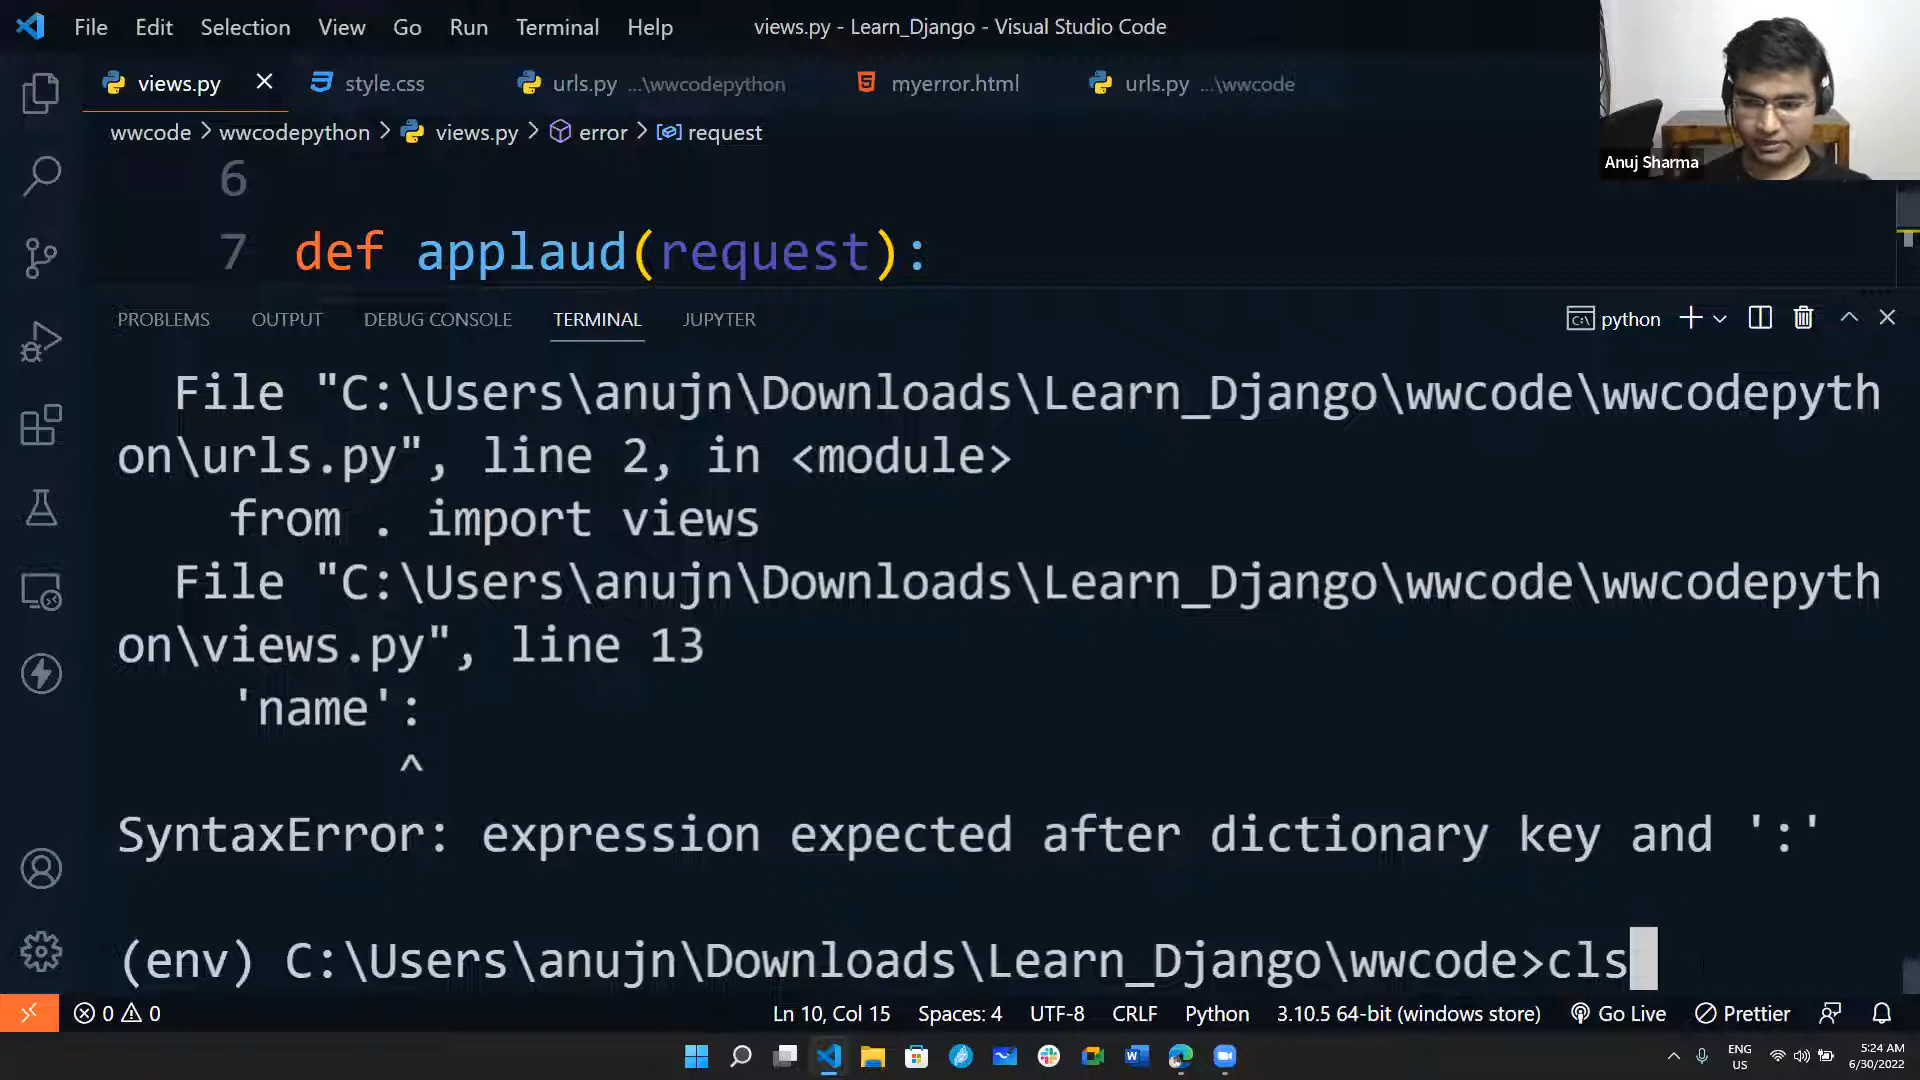 File Edit Selection View Go Run Terminal Help views.py - Learn_Django - Visual Studio Code
views.py style.css urls.py ...\wwcodepython myerror.html urls.py ...\wwcode
wwcode > wwcodepython > views.py > error > request
Anuj Sharma
6
7 def applaud(request):
PROBLEMS OUTPUT DEBUG CONSOLE TERMINAL JUPYTER python
File "C:\Users\anujn\Downloads\Learn_Django\wwcode\wwcodepyth
on\urls.py", line 2, in <module>
from . import views
File "C:\Users\anujn\Downloads\Learn_Django\wwcode\wwcodepyth
on\views.py", line 13
'name':
^
SyntaxError: expression expected after dictionary key and ':'
(env) C:\Users\anujn\Downloads\Learn_Django\wwcode>cls
0 0 Ln 10, Col 15 Spaces: 4 UTF-8 CRLF Python 3.10.5 64-bit (windows store) Go Live Prettier
ENG
US
5:24 AM
6/30/2022